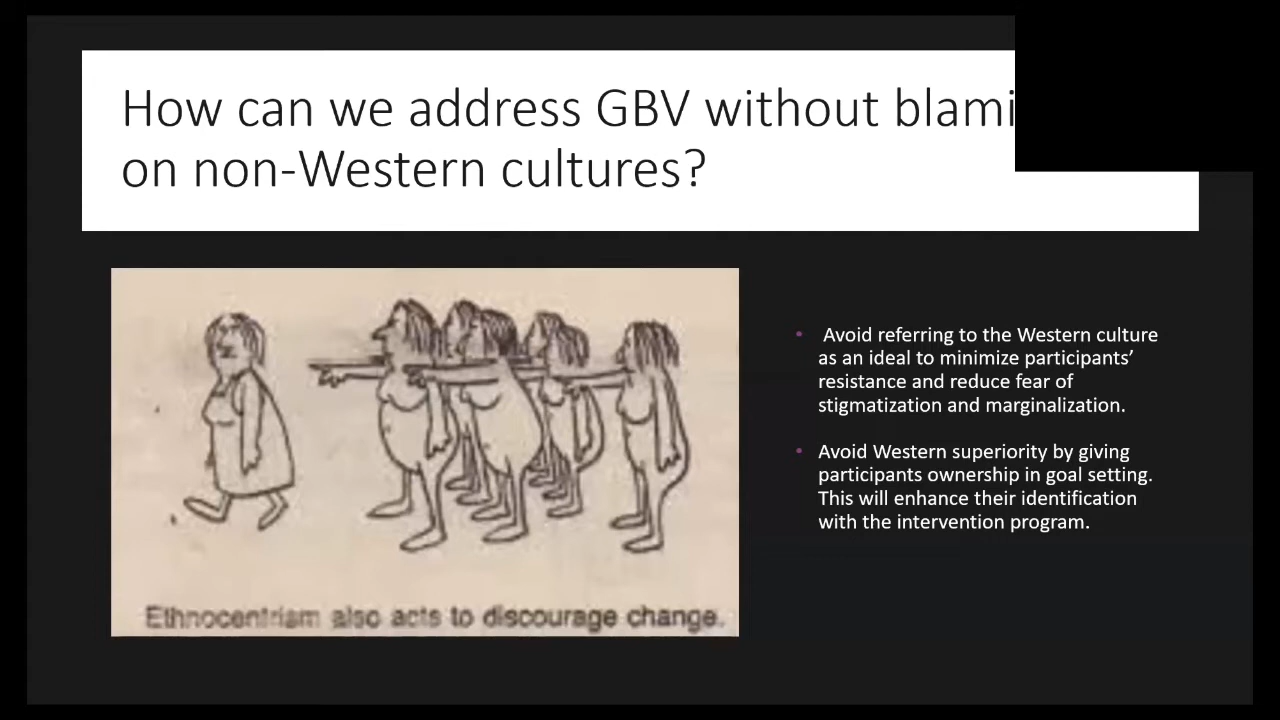 How can we address GBV without blami
on non-Western cultures?
• Avoid referring to the Western culture
as an ideal to minimize participants’
resistance and reduce fear of
stigmatization and marginalization.
• Avoid Western superiority by giving
participants ownership in goal setting.
This will enhance their identification
with the intervention program.
Ethnocentrism also acts to discourage change.